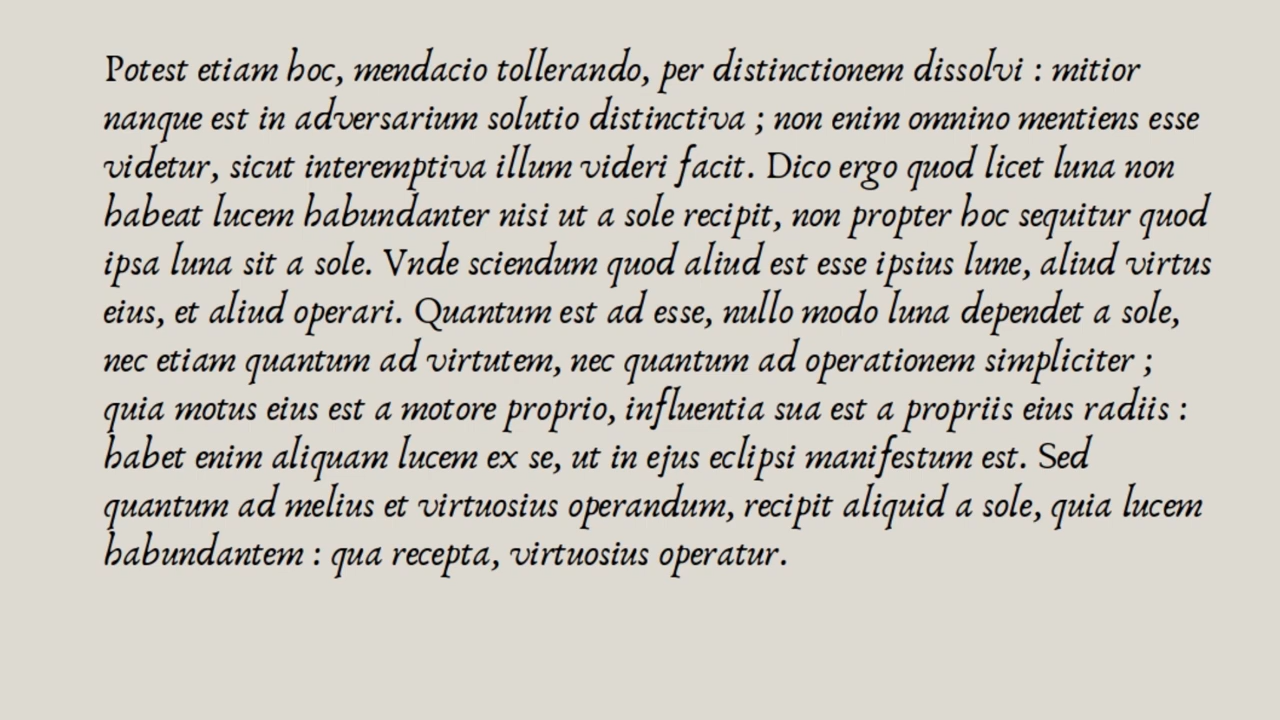 Potest etiam hoc, mendacio tollerando, per distinctionem dissolvi : mitior
nanque est in adversarium solutio distinctiva ; non enim omnino mentiens esse
videtur, sicut interemptiva illum videri facit. Dico ergo quod licet luna non
habeat lucem habundanter nisi ut a sole recipit, non propter hoc sequitur quod
ipsa luna sit a sole. Vnde sciendum quod aliud est esse ipsius lune, aliud virtus
eius, et aliud operari. Quantum est ad esse, nullo modo luna dependet a sole,
nec etiam quantum ad virtutem, nec quantum ad operationem simpliciter ;
quia motus eius est a motore proprio, influentia sua est a propriis eius radiis :
habet enim aliquam lucem ex se, ut in ejus eclipsi manifestum est. Sed
quantum ad melius et virtuosius operandum, recipit aliquid a sole, quia lucem
habundantem : qua recepta, virtuosius operatur.